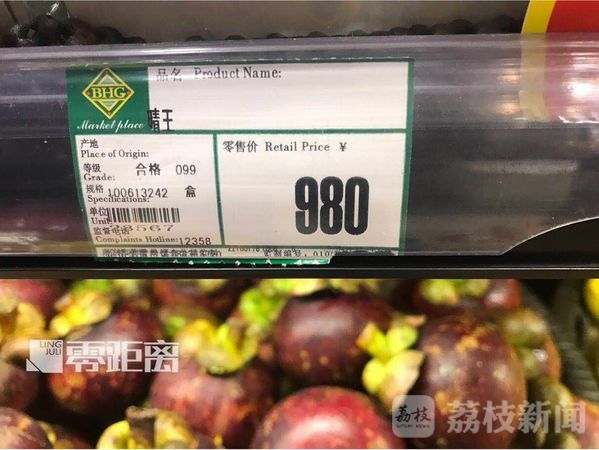 品名 Product Name:
BHG
Market place
晴王
产地
Place of Origin:
等级
Grade:
合格 099
规格
Specifications:
100613242 盒
单位
Unit:
监督电话
Complaints Hotline:12358
零售价 Retail Price ¥
980
LING
JULI
零距离
荔枝
荔枝新闻